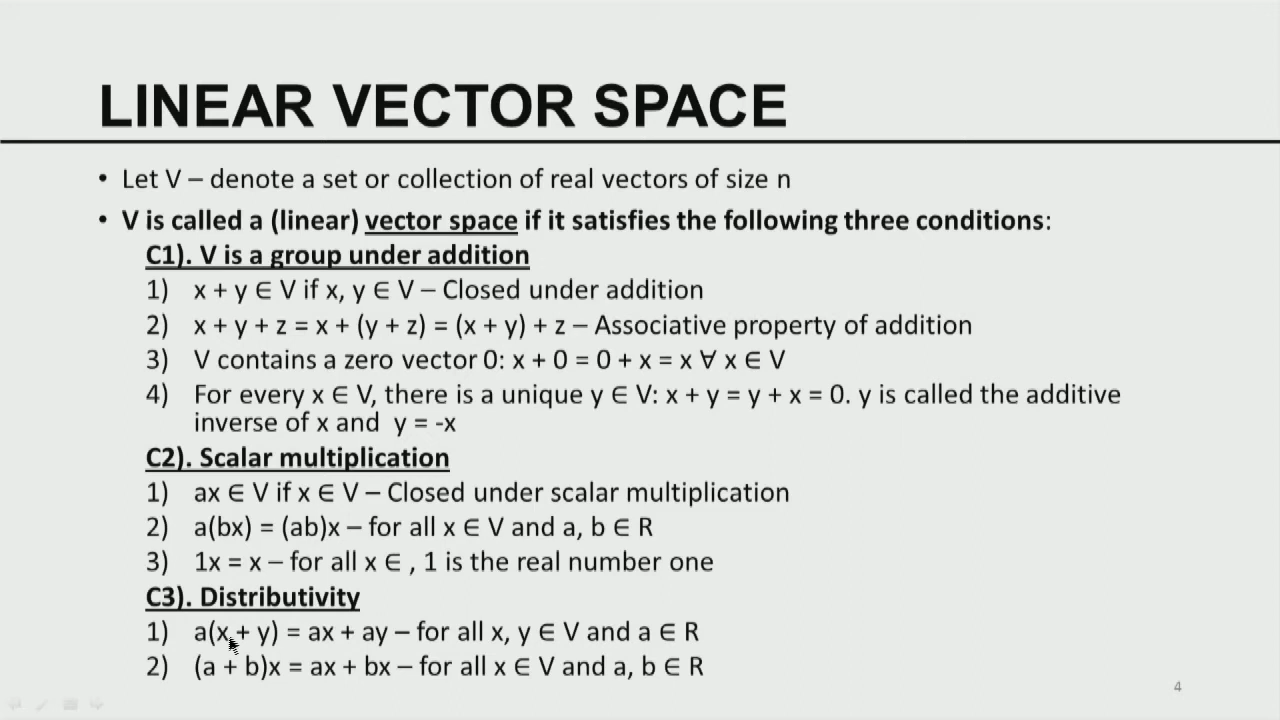 LINEAR VECTOR SPACE
• Let V – denote a set or collection of real vectors of size n
• V is called a (linear) vector space if it satisfies the following three conditions:
C1). V is a group under addition
1) x + y ∈ V if x, y ∈ V – Closed under addition
2) x + y + z = x + (y + z) = (x + y) + z – Associative property of addition
3) V contains a zero vector 0: x + 0 = 0 + x = x ∀ x ∈ V
4) For every x ∈ V, there is a unique y ∈ V: x + y = y + x = 0. y is called the additive
inverse of x and y = -x
C2). Scalar multiplication
1) ax ∈ V if x ∈ V – Closed under scalar multiplication
2) a(bx) = (ab)x – for all x ∈ V and a, b ∈ R
3) 1x = x – for all x ∈ , 1 is the real number one
C3). Distributivity
1) a(x + y) = ax + ay – for all x, y ∈ V and a ∈ R
2) (a + b)x = ax + bx – for all x ∈ V and a, b ∈ R
4